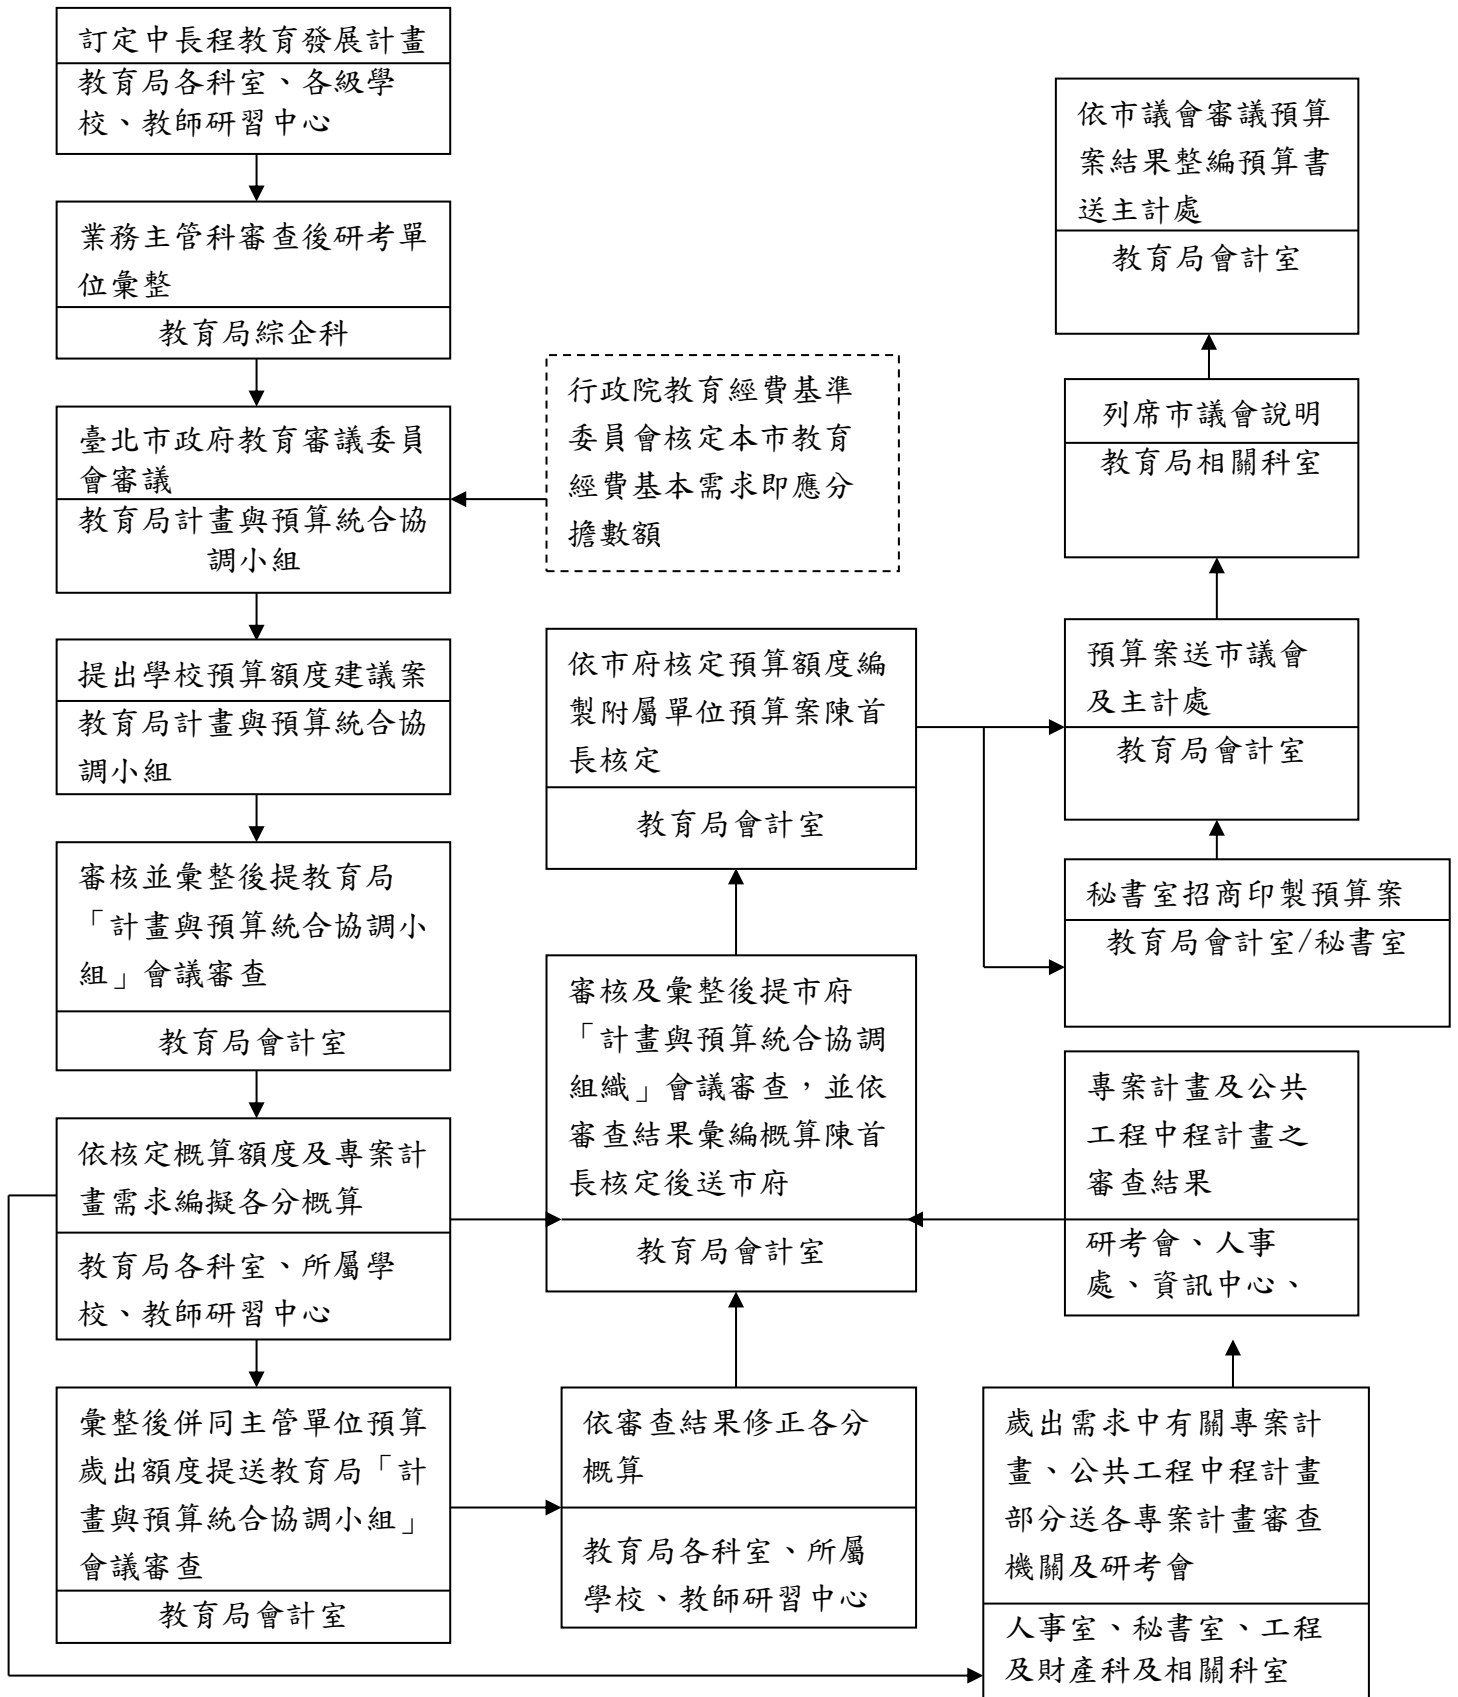 訂定中長程教育發展計畫
教育局各科室、各級學
校、教師研習中心
業務主管科審查後研考單
位彙整
教育局綜企科
臺北市政府教育審議委員
會審議
教育局計畫與預算統合協
調小組
行政院教育經費基準
委員會核定本市教育
經費基本需求即應分
擔數額
提出學校預算額度建議案
教育局計畫與預算統合協
調小組
審核並彙整後提教育局
「計畫與預算統合協調小
組」會議審查
教育局會計室
依核定概算額度及專案計
畫需求編擬各分概算
教育局各科室、所屬學
校、教師研習中心
彙整後併同主管單位預算
歲出額度提送教育局「計
畫與預算統合協調小組」
會議審查
教育局會計室
依審查結果修正各分
概算
教育局各科室、所屬
學校、教師研習中心
審核及彙整後提市府
「計畫與預算統合協調
組織」會議審查，並依
審查結果彙編概算陳首
長核定後送市府
教育局會計室
依市府核定預算額度編
製附屬單位預算案陳首
長核定
教育局會計室
依市議會審議預算
案結果整編預算書
送主計處
教育局會計室
列席市議會說明
教育局相關科室
預算案送市議會
及主計處
教育局會計室
秘書室招商印製預算案
教育局會計室/秘書室
專案計畫及公共
工程中程計畫之
審查結果
研考會、人事
處、資訊中心、
歲出需求中有關專案計
畫、公共工程中程計畫
部分送各專案計畫審查
機關及研考會
人事室、秘書室、工程
及財產科及相關科室